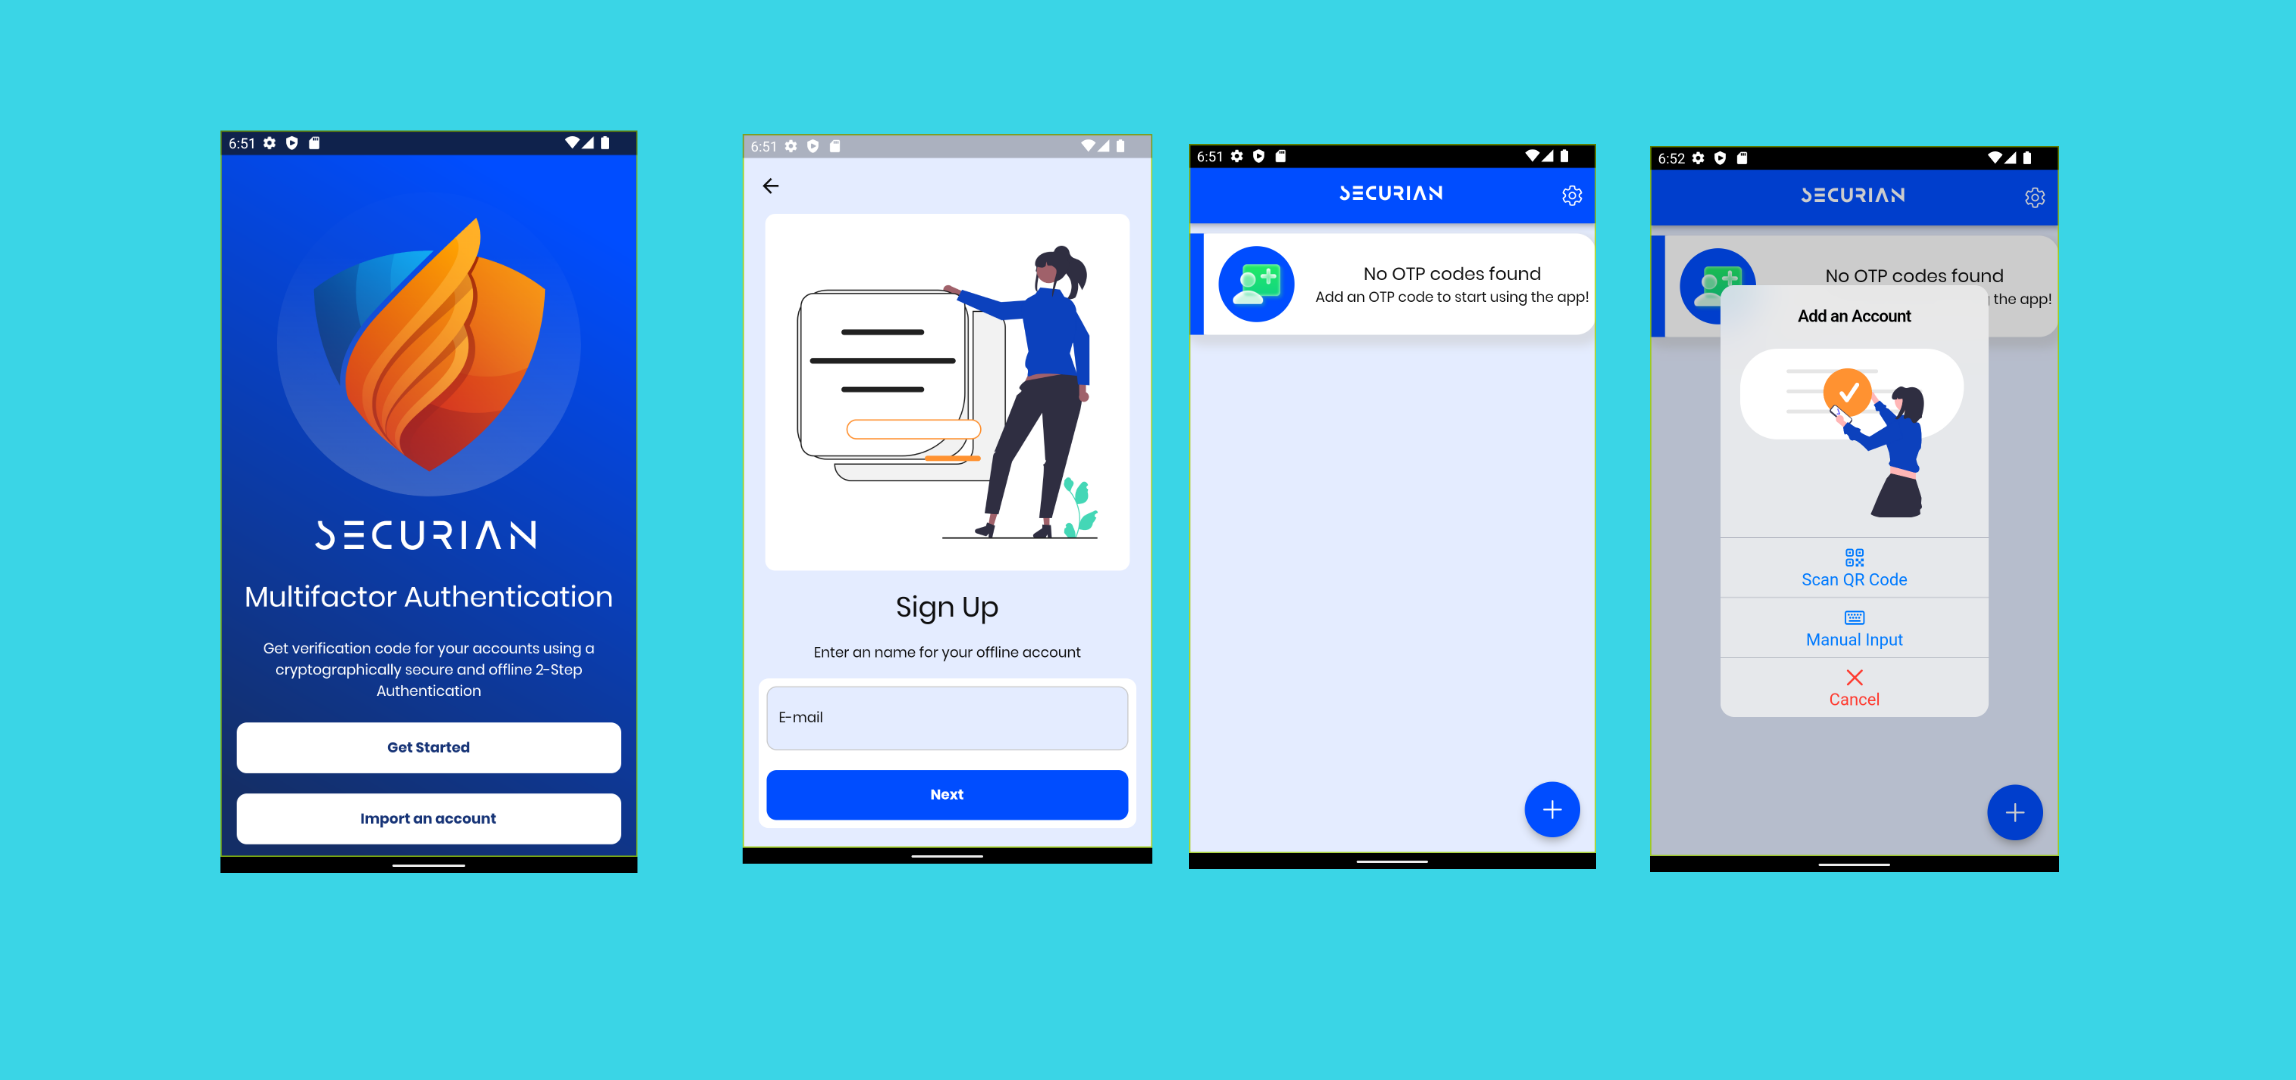 6:51
SECURIAN
Multifactor Authentication
Get verification code for your accounts using a
cryptographically secure and offline 2-Step
Authentication
Get Started
Import an account
6:51
Sign Up
Enter an name for your offline account
E-mail
Next
6:51
SECURIAN
No OTP codes found
Add an OTP code to start using the app!
6:52
SECURIAN
No OTP codes found
the app!
Add an Account
Scan QR Code
Manual Input
Cancel